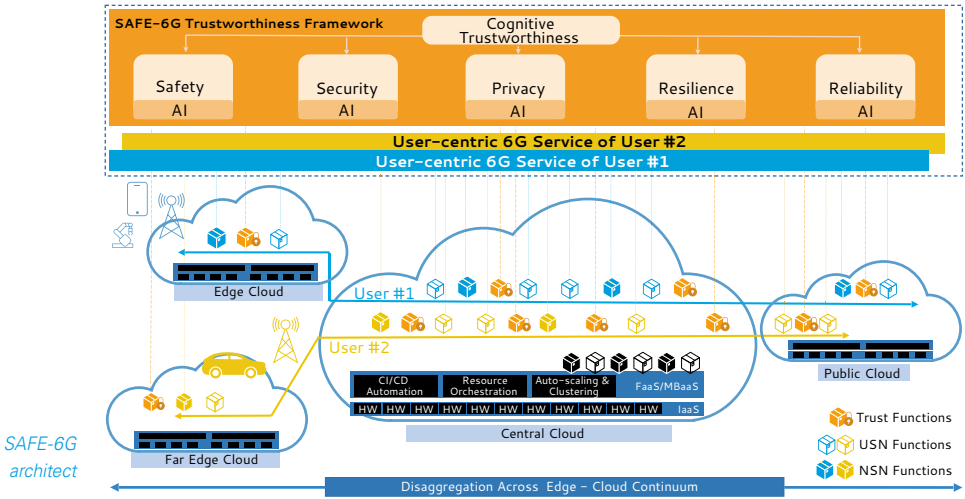 SAFE-6G Trustworthiness Framework
Cognitive
Trustworthiness
Safety
AI
Security
AI
Privacy
AI
Resilience
AI
Reliability
AI
User-centric 6G Service of User #2
User-centric 6G Service of User #1
Edge Cloud
User #1
User #2
Public Cloud
CI/CD
Automation
Resource
Orchestration
Auto-scaling &
Clustering
FaaS/MBaaS
HW HW HW HW HW HW HW HW HW HW HW
IaaS
Central Cloud
Far Edge Cloud
Trust Functions
USN Functions
NSN Functions
SAFE-6G
architect
Disaggregation Across Edge - Cloud Continuum